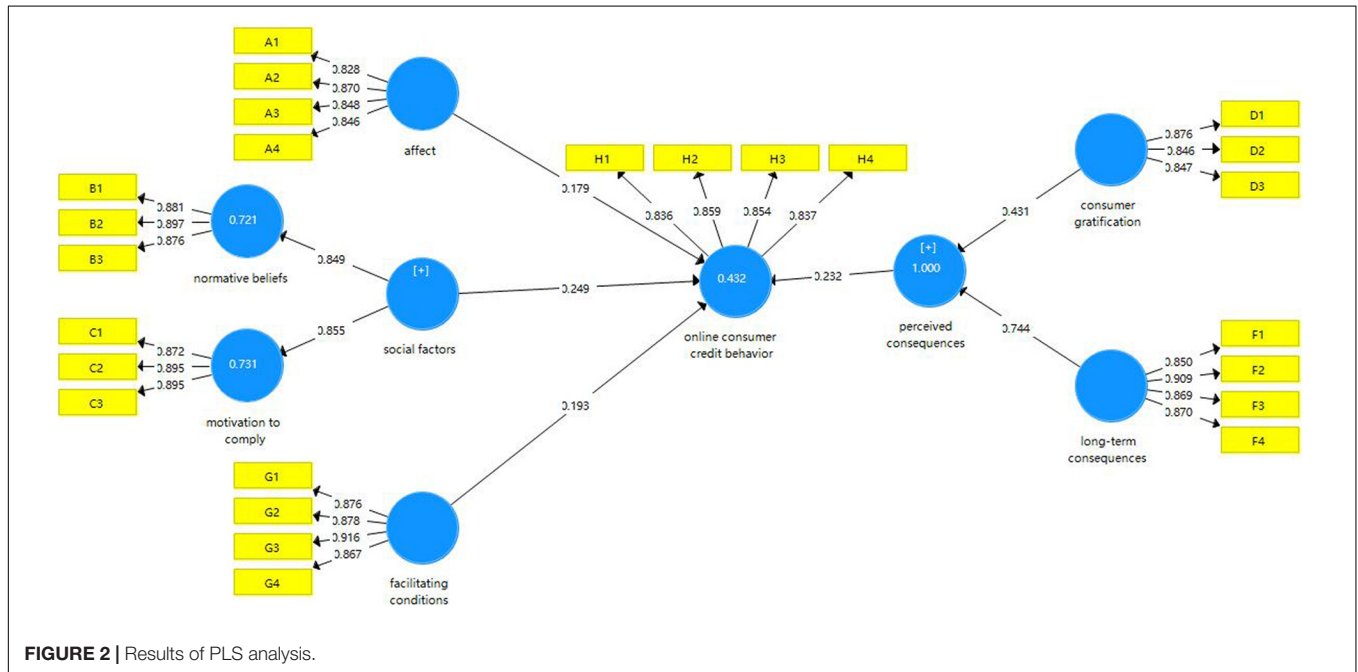 A1
A2
A3
A4
0.828
0.870
0.848
0.846
affect
B1
B2
B3
0.881
0.897
0.876
0.721
normative beliefs
0.849
C1
C2
C3
0.872
0.895
0.895
0.731
motivation to
comply
0.855
[+]
social factors
G1
G2
G3
G4
0.876
0.878
0.916
0.867
facilitating
conditions
0.179
0.249
0.193
H1
H2
H3
H4
0.836
0.859
0.854
0.837
0.432
online consumer
credit behavior
0.232
[+]
1.000
perceived
consequences
0.431
0.744
consumer
gratification
0.876
0.846
0.847
D1
D2
D3
long-term
consequences
0.850
0.909
0.869
0.870
F1
F2
F3
F4
FIGURE 2 | Results of PLS analysis.